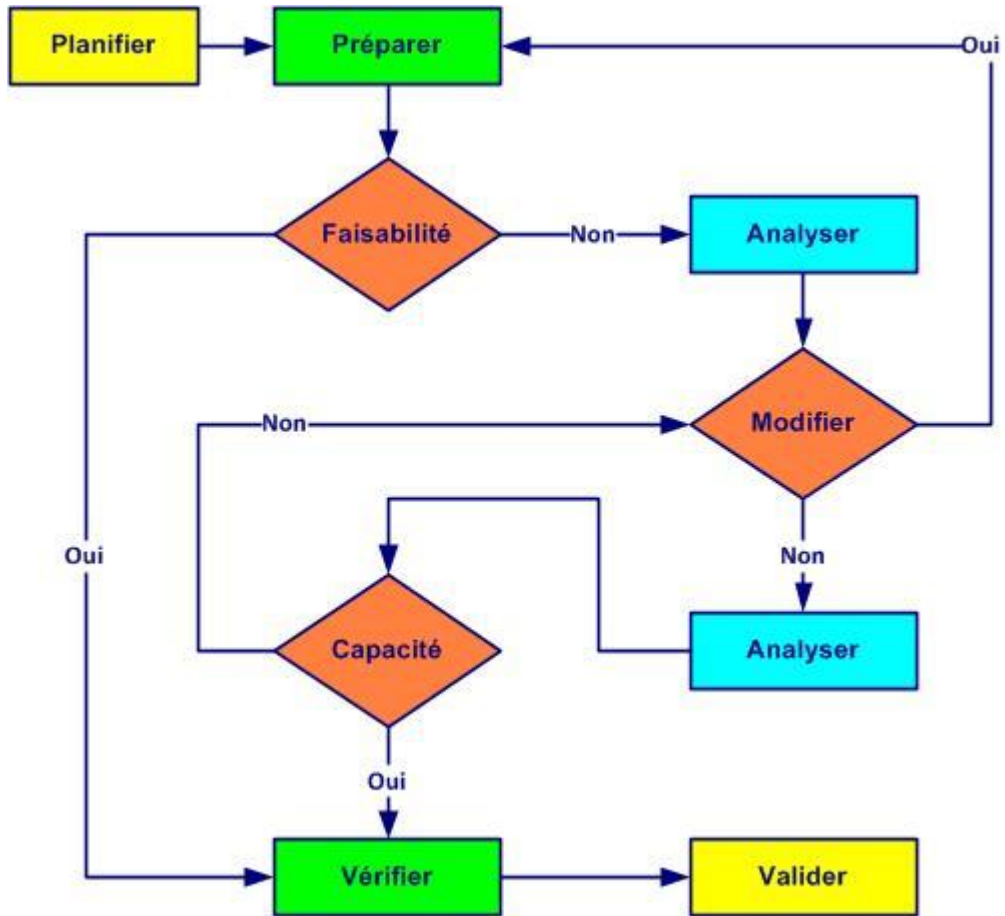 Planifier
Préparer
Oui
Faisabilité
Non
Analyser
Non
Modifier
Oui
Non
Capacité
Analyser
Oui
Vérifier
Valider